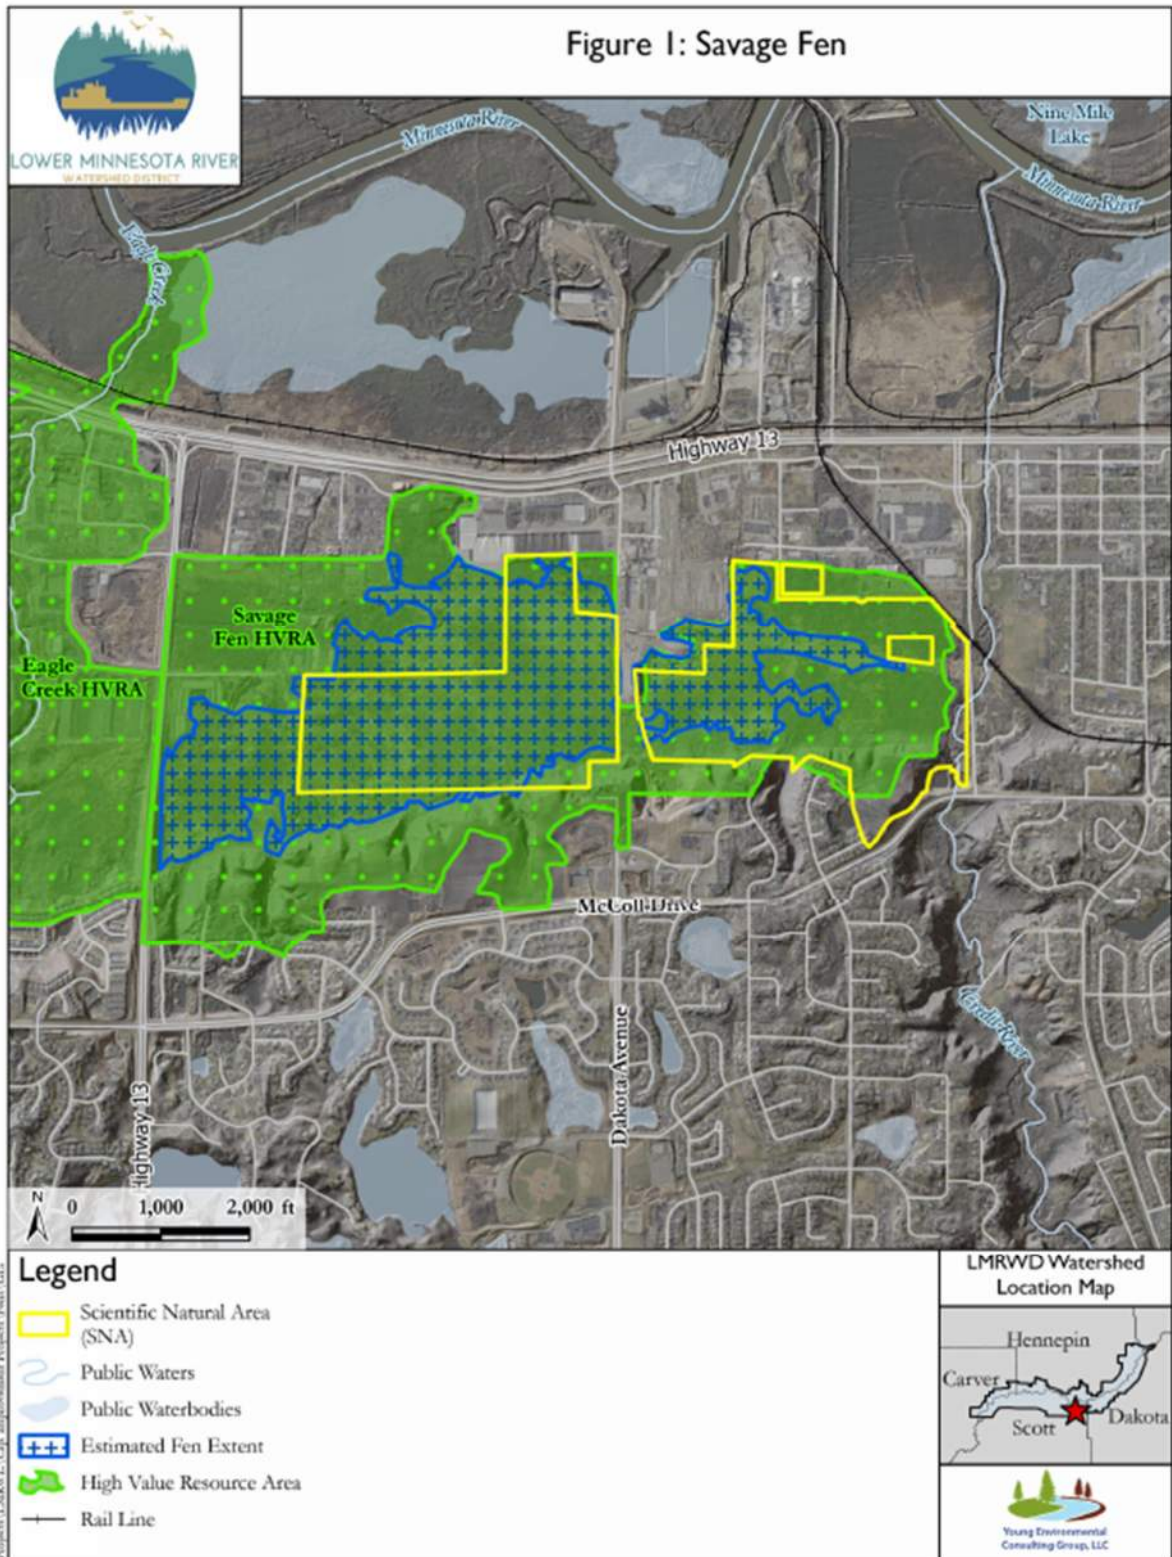 Figure 1: Savage Fen
LOWER MINNESOTA RIVER
WATERSHED DISTRICT
Minnesota River
Nine Mile
Lake
Minnesota River
Eagle Creek
Highway 13
Savage
Fen HVRA
Eagle
Creek HVRA
McColl Drive
Credit River
Dakota Avenue
Highway 13
N
0 1,000 2,000 ft
Legend
Scientific Natural Area
(SNA)
Public Waters
Public Waterbodies
Estimated Fen Extent
High Value Resource Area
Rail Line
LMRWD Watershed
Location Map
Hennepin
Carver
Scott
Dakota
Young Environmental
Consulting Group, LLC